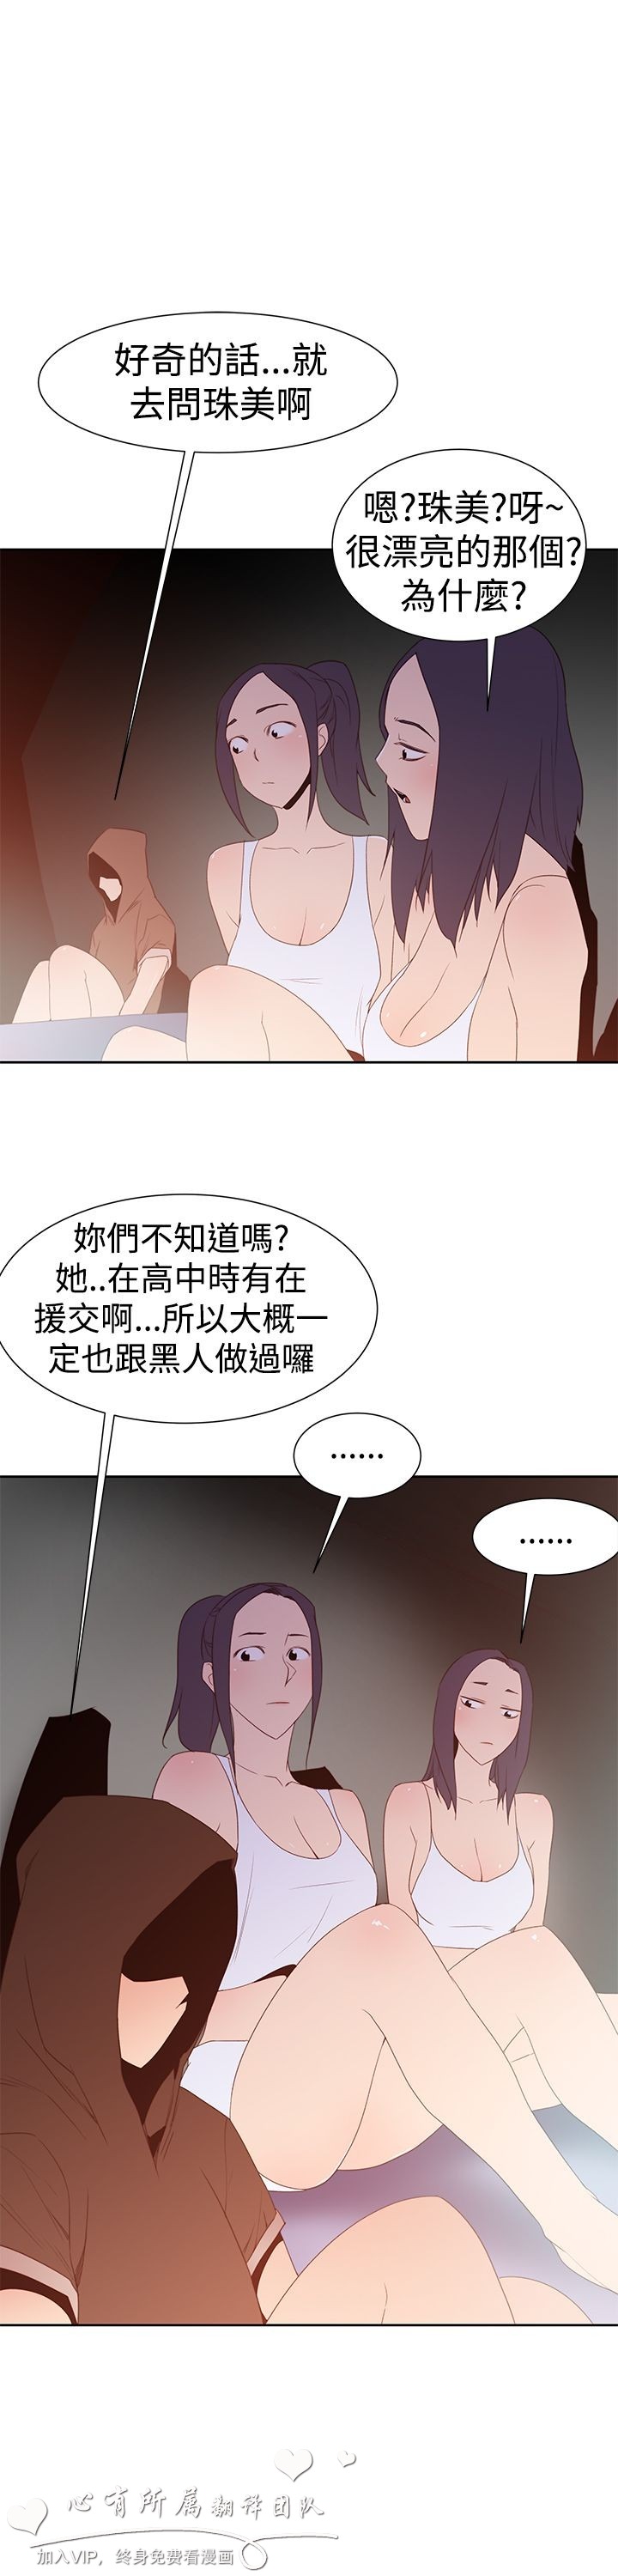 好奇的話...就
去問珠美啊
嗯?珠美?呀~
很漂亮的那個?
為什麼?
妳們不知道嗎?
她..在高中時有在
援交啊...所以大概一
定也跟黑人做過囉
......
......
心有所属翻译团队
加入VIP，终身免费看漫画